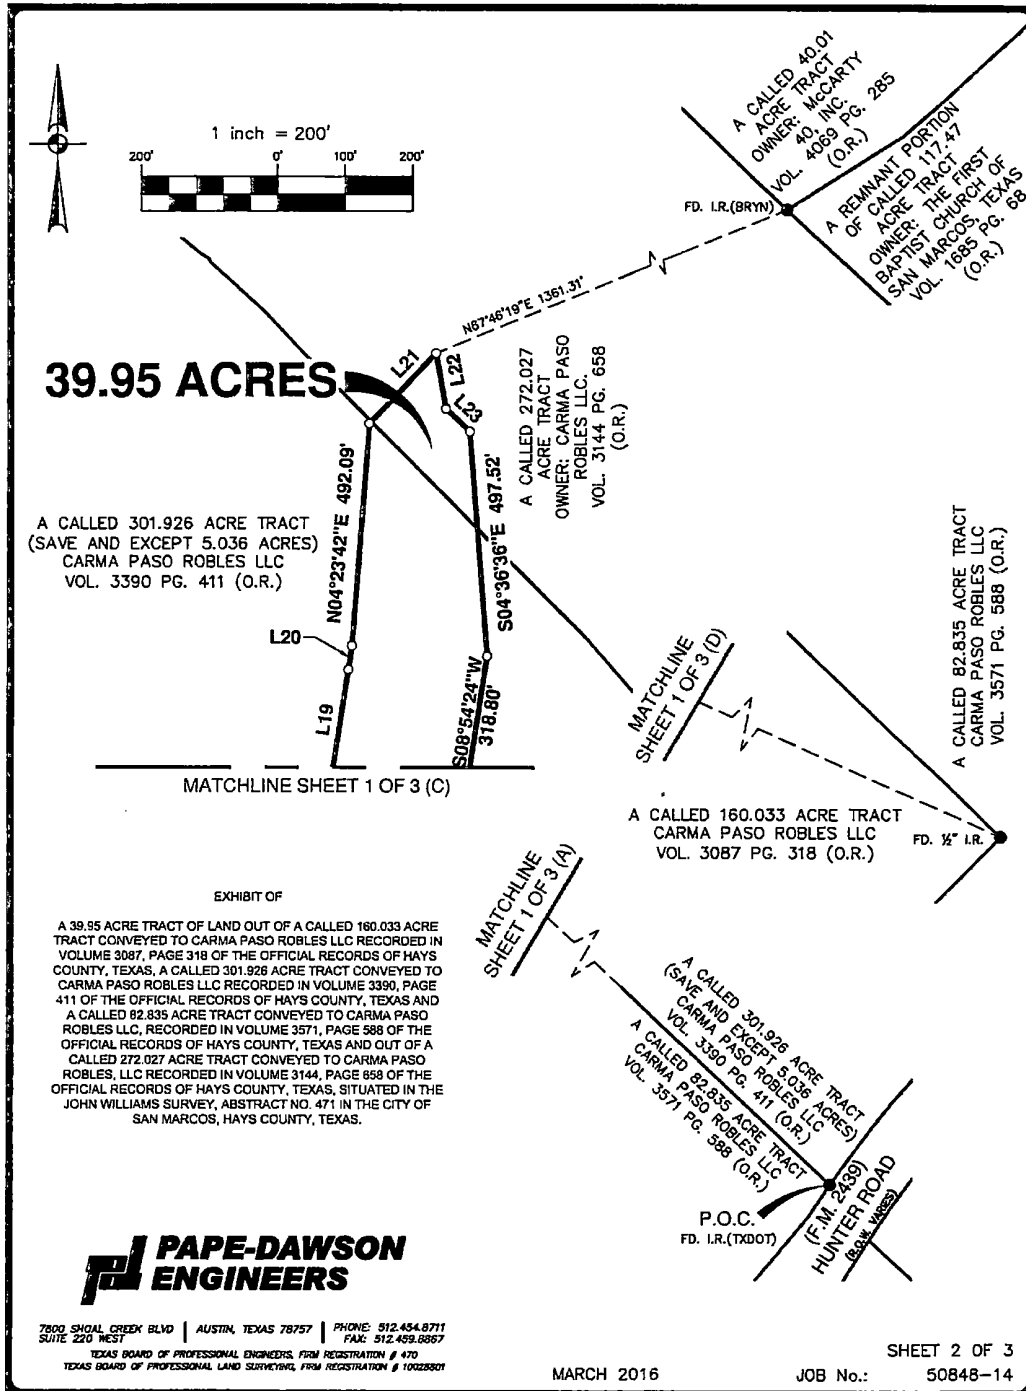 1 inch = 200'
200' 0' 100' 200'
A CALLED 40.01
ACRE TRACT
OWNER: McCARTY
40, INC.
VOL. 4069 PG. 285
(O.R.)
FD. I.R.(BRYN)
A REMNANT PORTION
OF CALLED 117.47
ACRE TRACT
OWNER: THE FIRST
BAPTIST CHURCH OF
SAN MARCOS, TEXAS
VOL. 1685 PG. 68
(O.R.)
N67°46'19"E 1361.31'
39.95 ACRES
L21
L22
L23
A CALLED 272.027
ACRE TRACT
OWNER: CARMA PASO
ROBLES LLC.
VOL. 3144 PG. 658
(O.R.)
N04°23'42"E 492.09'
S04°36'36"E 497.52'
A CALLED 301.926 ACRE TRACT
(SAVE AND EXCEPT 5.036 ACRES)
CARMA PASO ROBLES LLC
VOL. 3390 PG. 411 (O.R.)
L20
L19
S08°54'24"W
318.80'
MATCHLINE SHEET 1 OF 3 (C)
MATCHLINE
SHEET 1 OF 3 (D)
A CALLED 82.835 ACRE TRACT
CARMA PASO ROBLES LLC
VOL. 3571 PG. 588 (O.R.)
A CALLED 160.033 ACRE TRACT
CARMA PASO ROBLES LLC
VOL. 3087 PG. 318 (O.R.)
FD. ½" I.R.
MATCHLINE
SHEET 1 OF 3 (A)
A CALLED 301.926 ACRE TRACT
(SAVE AND EXCEPT 5.036 ACRES)
CARMA PASO ROBLES LLC
VOL. 3390 PG. 411 (O.R.)
A CALLED 82.835 ACRE TRACT
CARMA PASO ROBLES LLC
VOL. 3571 PG. 588 (O.R.)
P.O.C.
FD. I.R.(TXDOT)
(F.M. 2439)
HUNTER ROAD
(R.O.W. VARIES)
EXHIBIT OF
A 39.95 ACRE TRACT OF LAND OUT OF A CALLED 160.033 ACRE
TRACT CONVEYED TO CARMA PASO ROBLES LLC RECORDED IN
VOLUME 3087, PAGE 318 OF THE OFFICIAL RECORDS OF HAYS
COUNTY, TEXAS, A CALLED 301.926 ACRE TRACT CONVEYED TO
CARMA PASO ROBLES LLC RECORDED IN VOLUME 3390, PAGE
411 OF THE OFFICIAL RECORDS OF HAYS COUNTY, TEXAS AND
A CALLED 82.835 ACRE TRACT CONVEYED TO CARMA PASO
ROBLES LLC, RECORDED IN VOLUME 3571, PAGE 588 OF THE
OFFICIAL RECORDS OF HAYS COUNTY, TEXAS AND OUT OF A
CALLED 272.027 ACRE TRACT CONVEYED TO CARMA PASO
ROBLES, LLC RECORDED IN VOLUME 3144, PAGE 658 OF THE
OFFICIAL RECORDS OF HAYS COUNTY, TEXAS, SITUATED IN THE
JOHN WILLIAMS SURVEY, ABSTRACT NO. 471 IN THE CITY OF
SAN MARCOS, HAYS COUNTY, TEXAS.
PAPE-DAWSON
ENGINEERS
7800 SHOAL CREEK BLVD | AUSTIN, TEXAS 78757 | PHONE: 512.454.8711
SUITE 220 WEST FAX: 512.459.8867
TEXAS BOARD OF PROFESSIONAL ENGINEERS, FIRM REGISTRATION # 470
TEXAS BOARD OF PROFESSIONAL LAND SURVEYING, FIRM REGISTRATION # 10028801
MARCH 2016
SHEET 2 OF 3
JOB No.: 50848-14